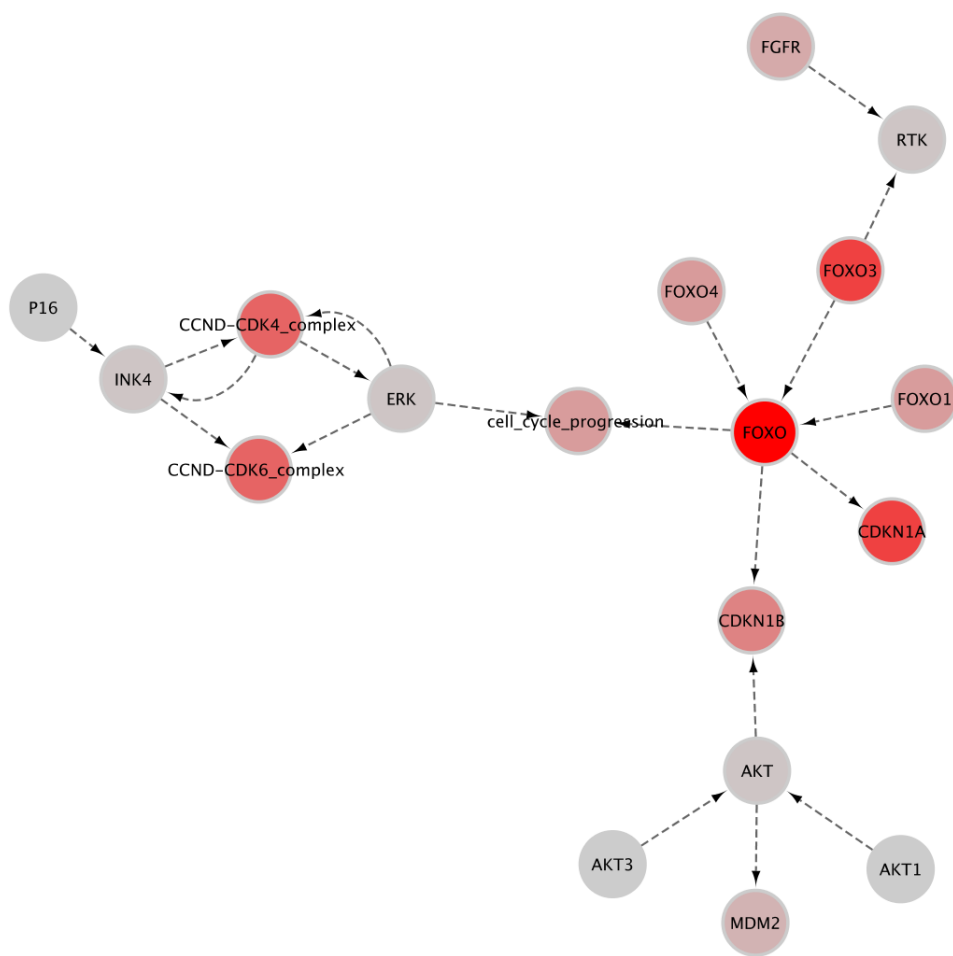 FGFR
RTK
FOXO3
FOXO4
P16
CCND-CDK4_complex
INK4
ERK
FOXO1
cell_cycle_progression
FOXO
CCND-CDK6_complex
CDKN1A
CDKN1B
AKT
AKT3
AKT1
MDM2